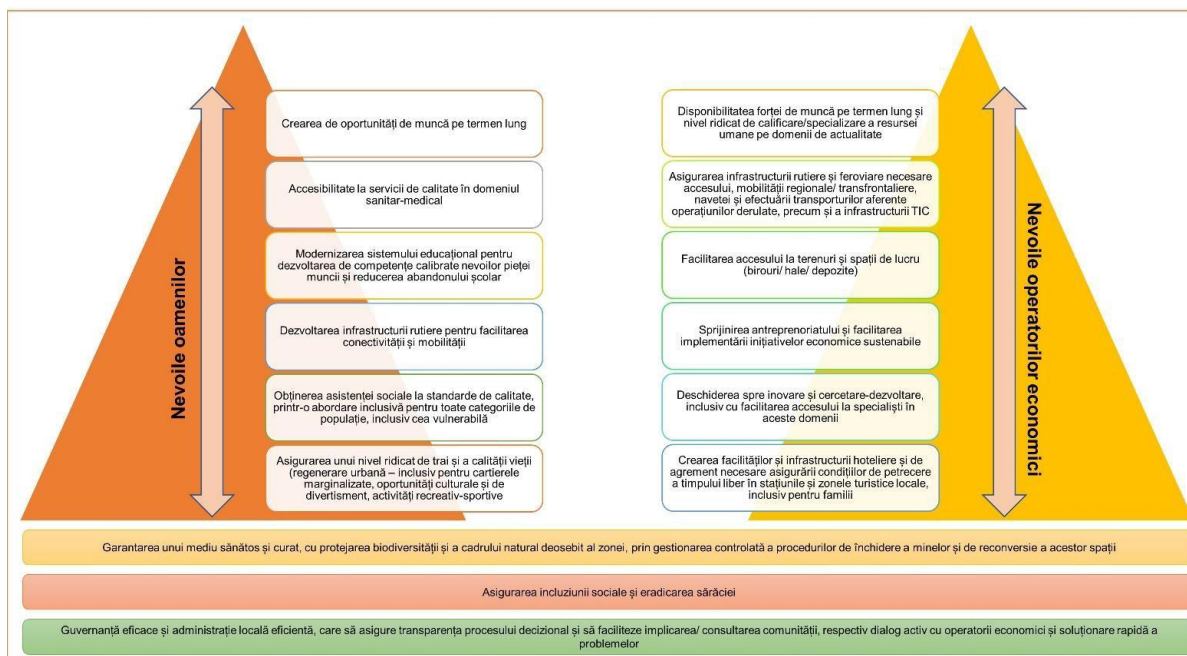 Nevoile oamenilor
Crearea de oportunități de muncă pe termen lung
Accesibilitate la servicii de calitate în domeniul
sanitar-medical
Modernizarea sistemului educațional pentru
dezvoltarea de competențe calibrate nevoilor pieței
muncii și reducerea abandonului școlar
Dezvoltarea infrastructurii rutiere pentru facilitarea
conectivității și mobilității
Obținerea asistenței sociale la standarde de calitate,
printr-o abordare inclusivă pentru toate categoriile de
populație, inclusiv cea vulnerabilă
Asigurarea unui nivel ridicat de trai și a calității vieții
(regenerare urbană – inclusiv pentru cartierele
marginalizate, oportunități culturale și de
divertisment, activități recreativ-sportive
Disponibilitatea forței de muncă pe termen lung și
nivel ridicat de calificare/specializare a resursei
umane pe domenii de actualitate
Asigurarea infrastructurii rutiere și feroviare necesare
accesului, mobilității regionale/ transfrontaliere,
navetei și efectuării transporturilor aferente
operațiunilor derulate, precum și a infrastructurii TIC
Facilitarea accesului la terenuri și spații de lucru
(birouri/ hale/ depozite)
Sprijinirea antreprenoriatului și facilitarea
implementării inițiativelor economice sustenabile
Deschiderea spre inovare și cercetare-dezvoltare,
inclusiv cu facilitarea accesului la specialiști în
aceste domenii
Crearea facilităților și infrastructurii hoteliere și de
agrement necesare asigurării condițiilor de petrecere
a timpului liber în stațiunile și zonele turistice locale,
inclusiv pentru familii
Nevoile operatorilor economici
Garantarea unui mediu sănătos și curat, cu protejarea biodiversității și a cadrului natural deosebit al zonei, prin gestionarea controlată a procedurilor de închidere a minelor și de reconversie a acestor spații
Asigurarea incluziunii sociale și eradicarea sărăciei
Guvernanță eficace și administrație locală eficientă, care să asigure transparența procesului decizional și să faciliteze implicarea/ consultarea comunității, respectiv dialog activ cu operatorii economici și soluționare rapidă a
problemelor